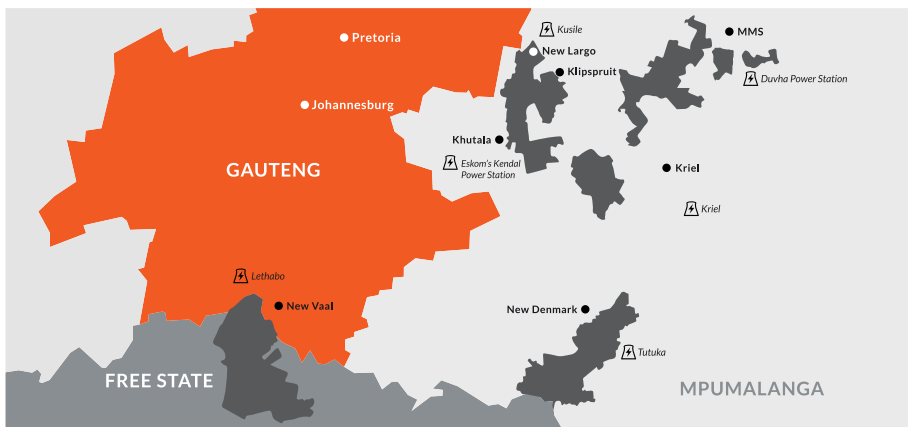 Kusile
MMS
Pretoria
New Largo
Klipspruit
Duvha Power Station
Johannesburg
Khutala
Eskom's Kendal
Power Station
GAUTENG
Kriel
Kriel
Lethabo
New Vaal
New Denmark
Tutuka
FREE STATE
MPUMALANGA